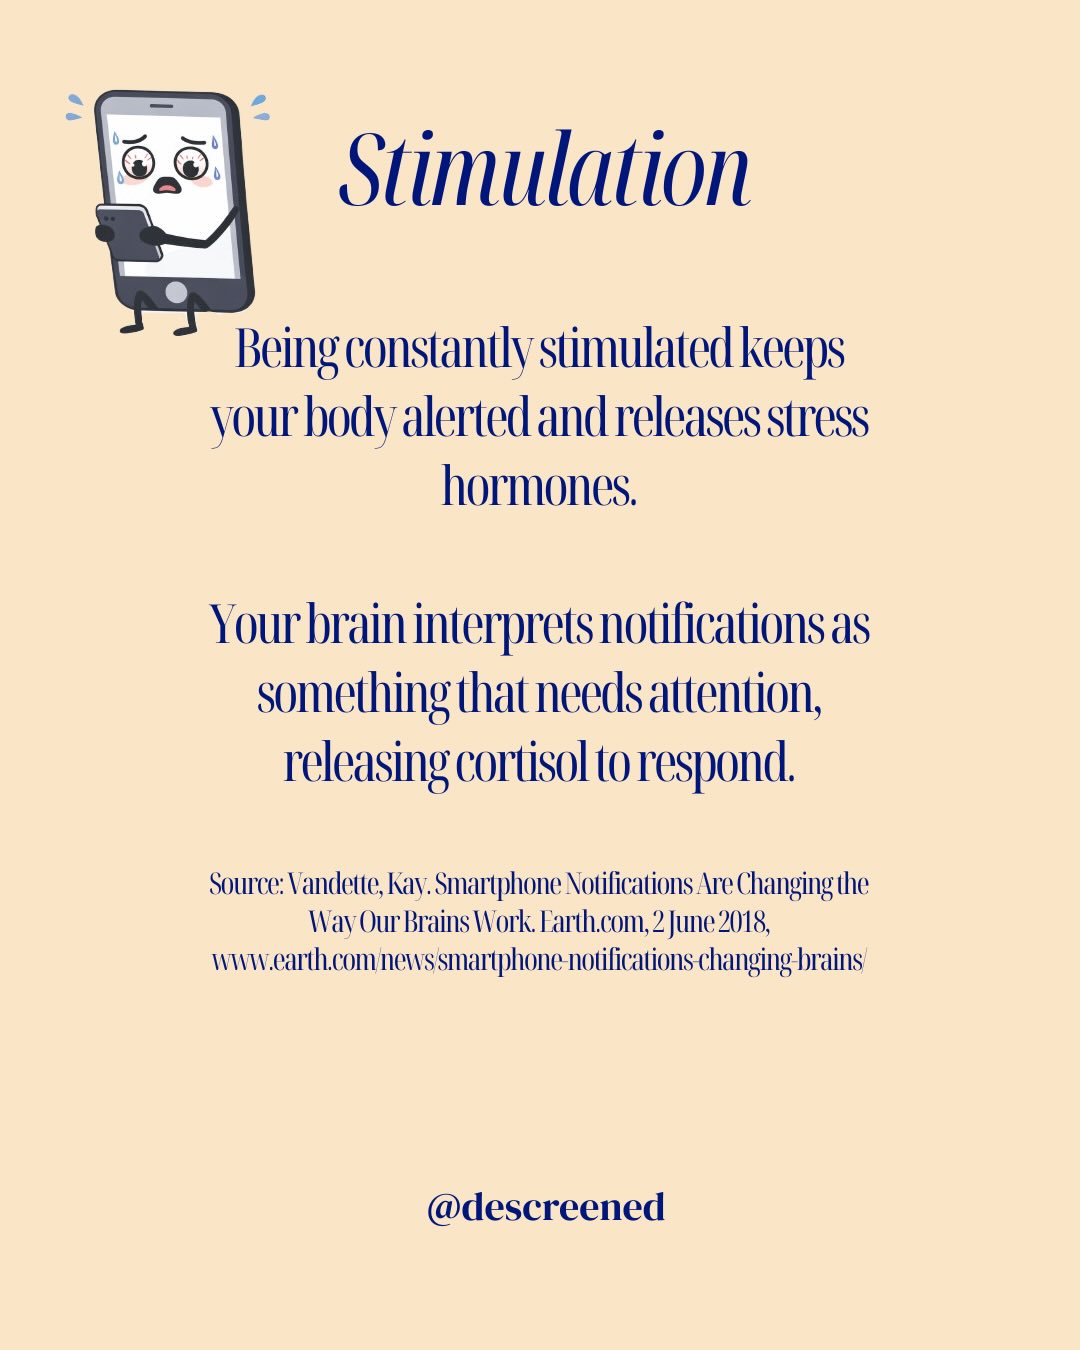 Stimulation
Being constantly stimulated keeps
your body alerted and releases stress
hormones.
Your brain interprets notifications as
something that needs attention,
releasing cortisol to respond.
Source: Vandette, Kay. Smartphone Notifications Are Changing the
Way Our Brains Work. Earth.com, 2 June 2018,
www.earth.com/news/smartphone-notifications-changing-brains/
@descreened